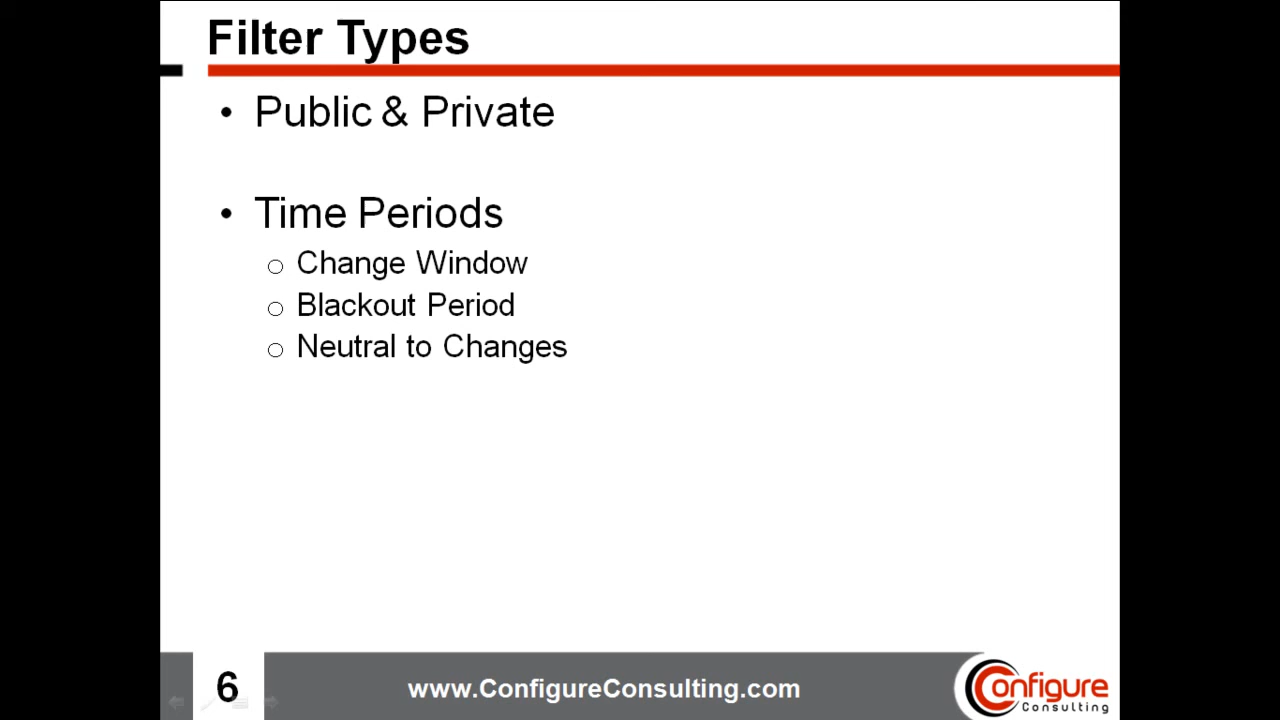 Filter Types
• Public & Private
• Time Periods
o Change Window
o Blackout Period
o Neutral to Changes
6
www.ConfigureConsulting.com
Configure
Consulting